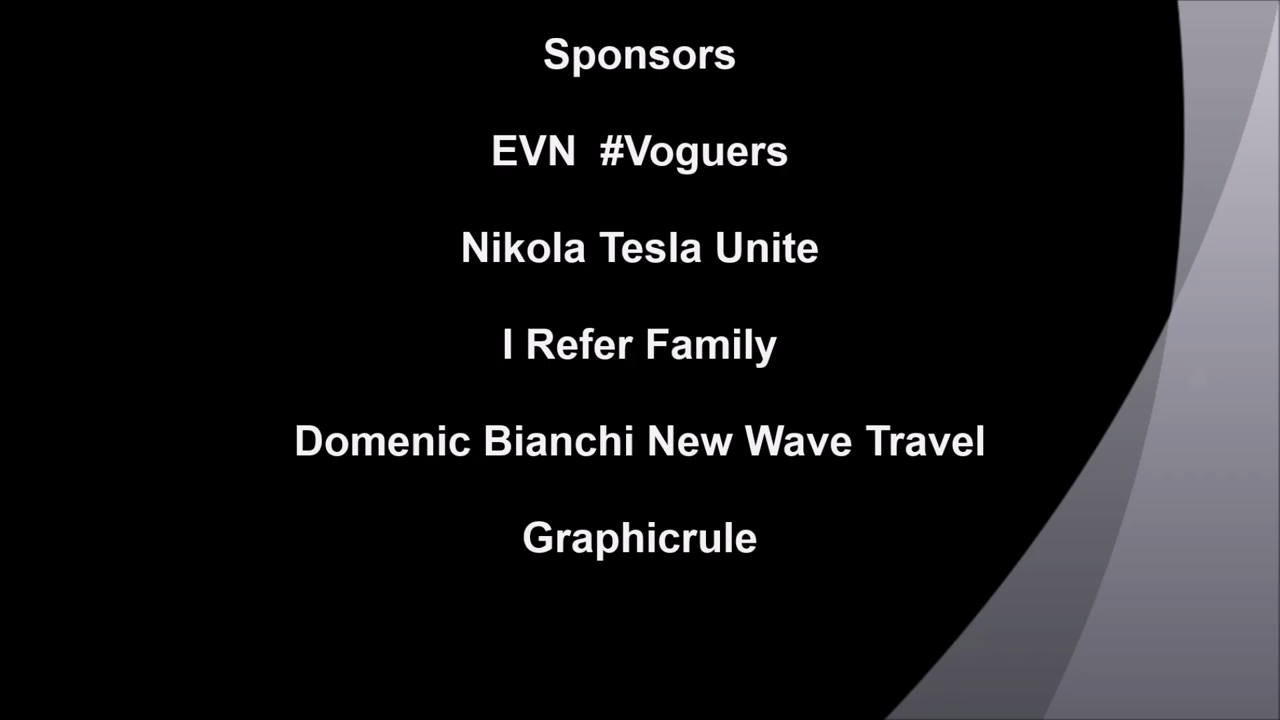 Sponsors
EVN  #Voguers
Nikola Tesla Unite
I Refer Family
Domenic Bianchi New Wave Travel
Graphicrule